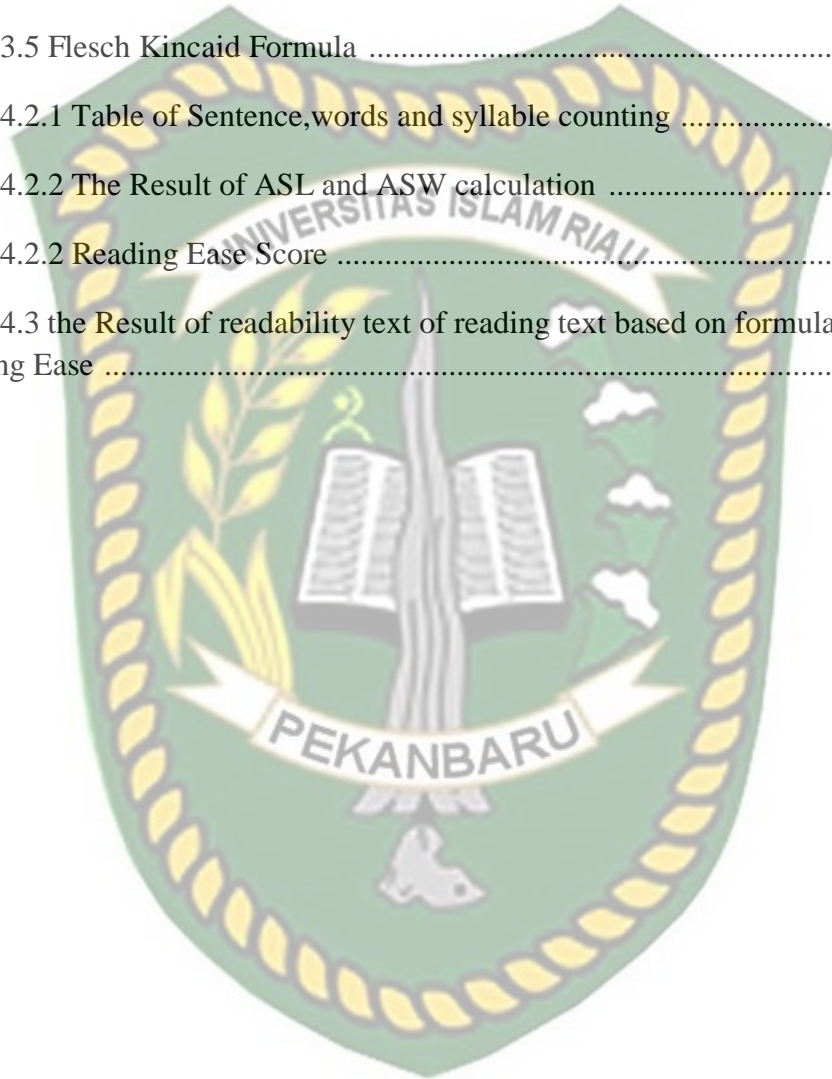 3.5 Flesch Kincaid Formula ..........................................................
4.2.1 Table of Sentence,words and syllable counting ...................
4.2.2 The Result of ASL and ASW calculation ............................
UNIVERSITAS ISLAM RIAU
4.2.2 Reading Ease Score ..............................................................
4.3 the Result of readability text of reading text based on formula
ng Ease ...........................................................................................
PEKANBARU